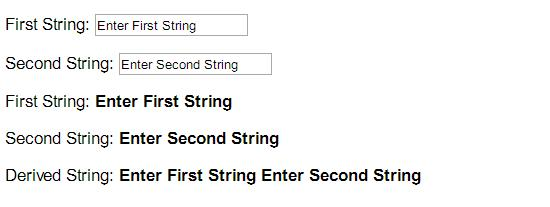 First String: Enter First String
Second String: Enter Second String
First String: Enter First String
Second String: Enter Second String
Derived String: Enter First String Enter Second String